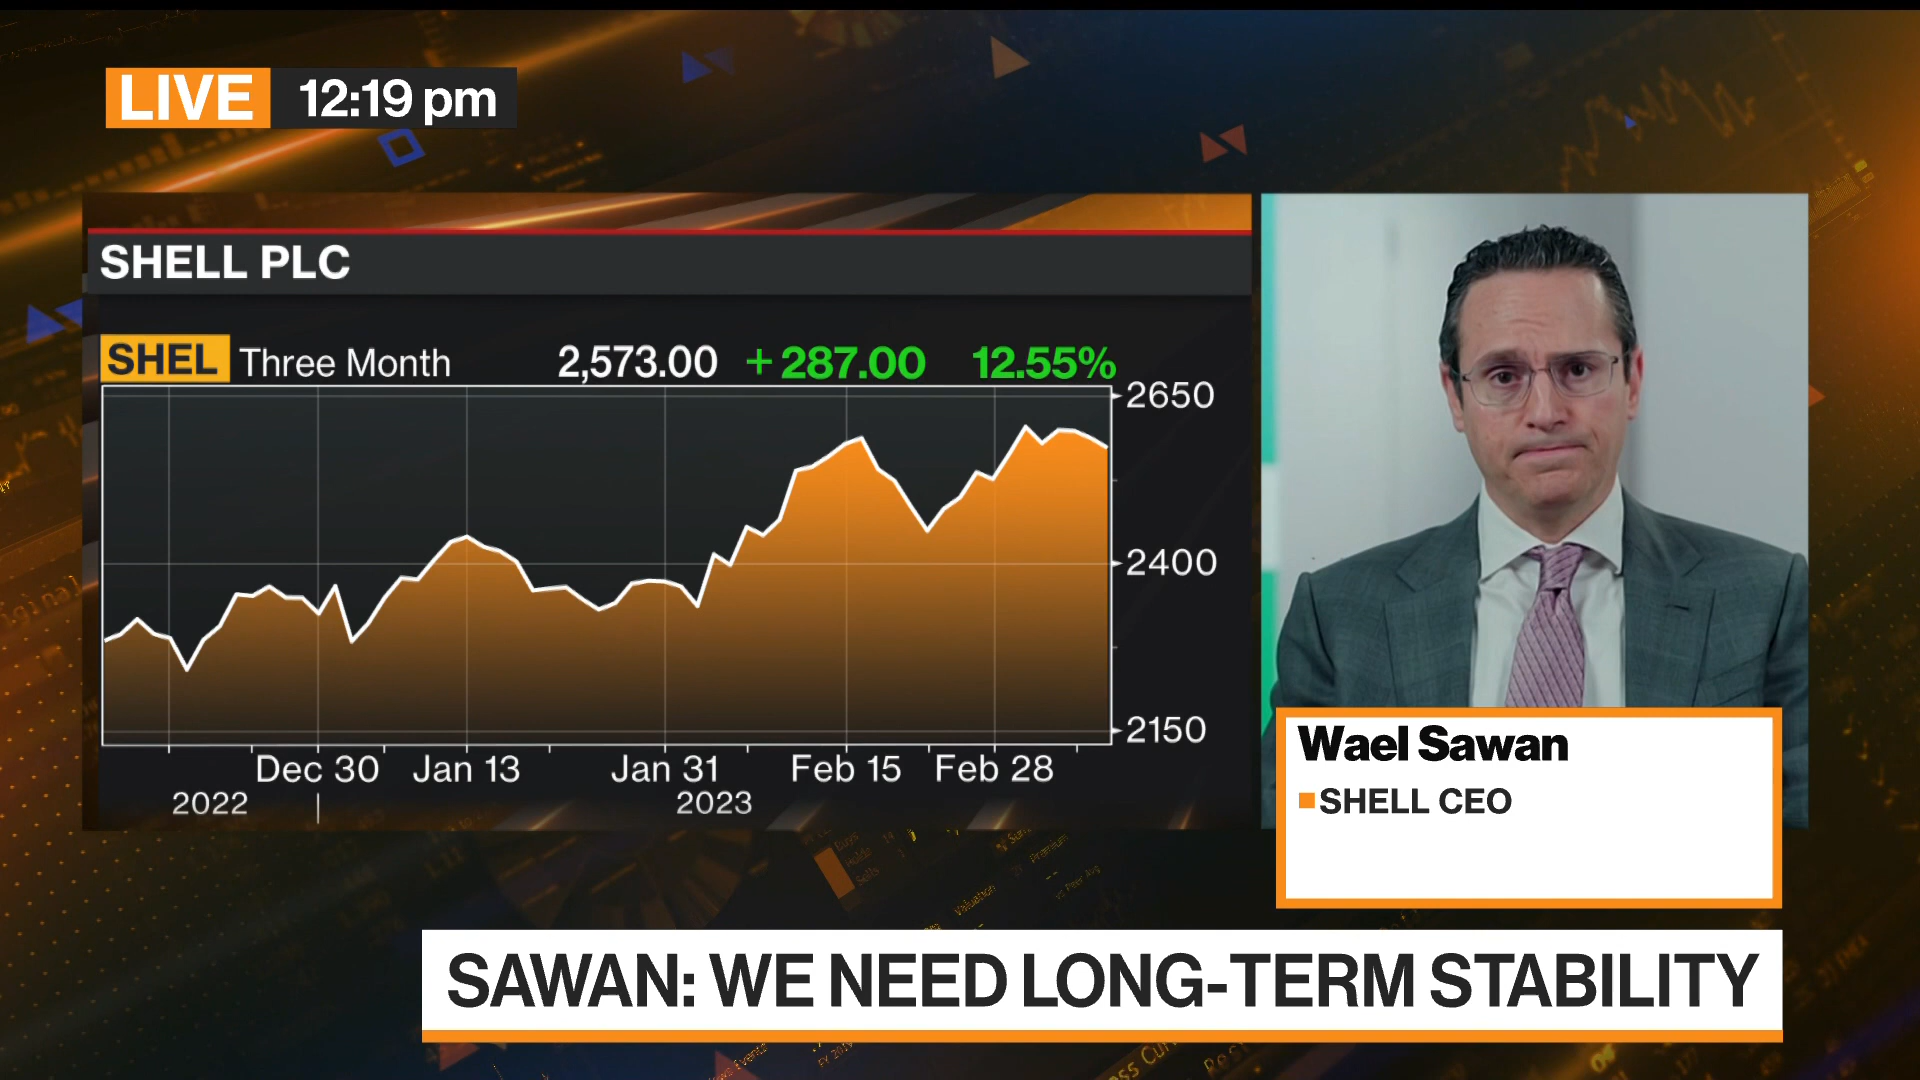 LIVE 12:19 pm
SHELL PLC
SHEL Three Month 2,573.00 +287.00 12.55%
2650
2400
2150
Dec 30 Jan 13 Jan 31 Feb 15 Feb 28
2022 2023
Wael Sawan
SHELL CEO
SAWAN: WE NEED LONG-TERM STABILITY
Valuation
Premium